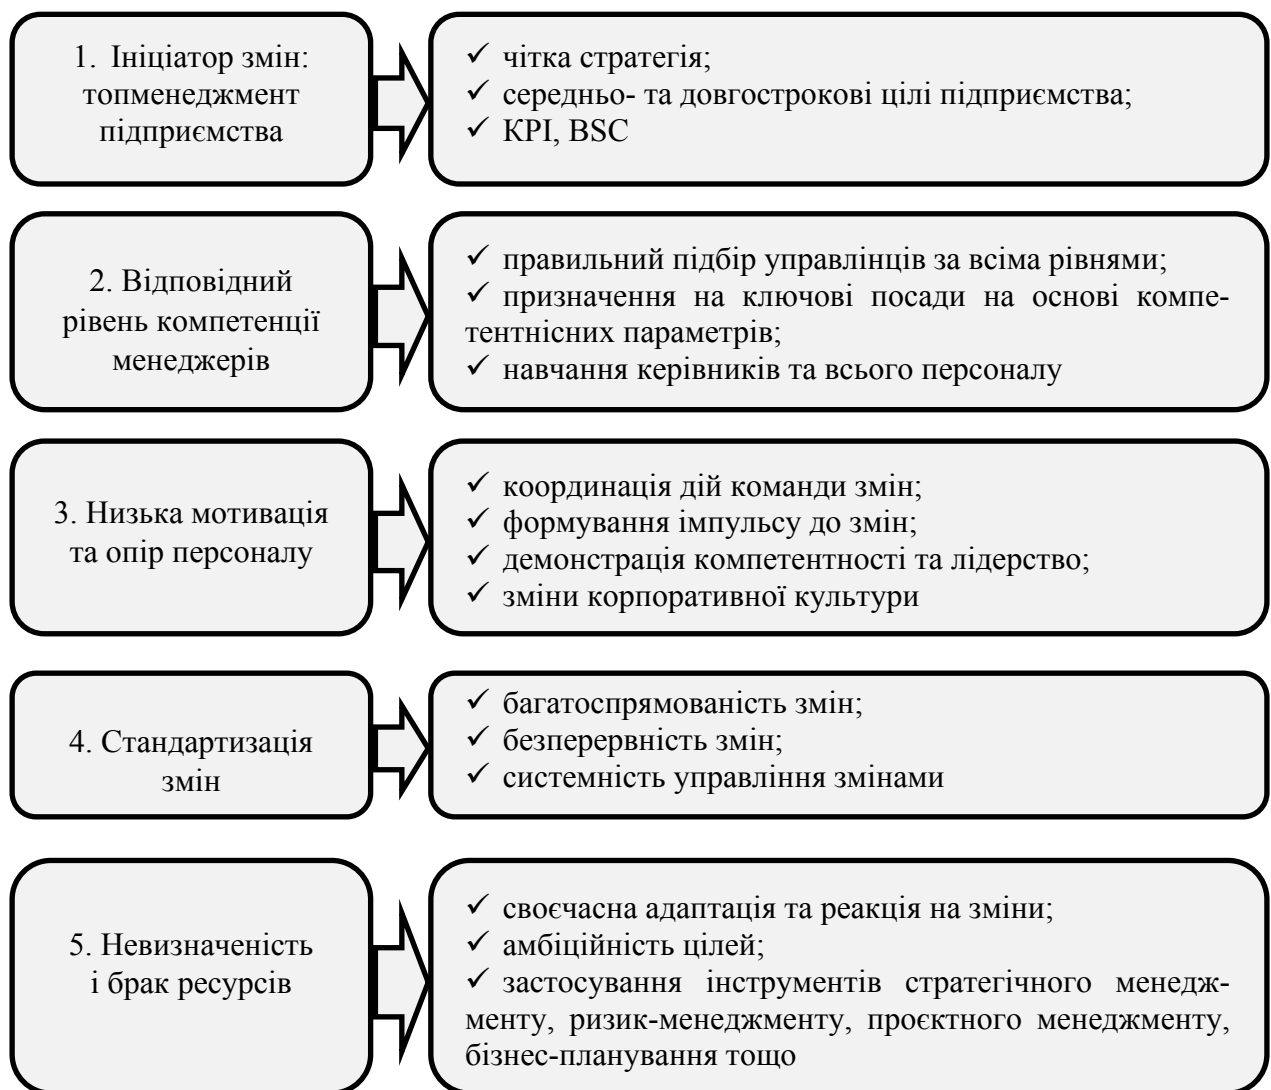 1. Ініціатор змін:
топменеджмент
підприємства
✓ чітка стратегія;
✓ середньо- та довгострокові цілі підприємства;
✓ KPI, BSC
2. Відповідний
рівень компетенції
менеджерів
✓ правильний підбір управлінців за всіма рівнями;
✓ призначення на ключові посади на основі компе-
тентнісних параметрів;
✓ навчання керівників та всього персоналу
3. Низька мотивація
та опір персоналу
✓ координація дій команди змін;
✓ формування імпульсу до змін;
✓ демонстрація компетентності та лідерство;
✓ зміни корпоративної культури
4. Стандартизація
змін
✓ багатоспрямованість змін;
✓ безперервність змін;
✓ системність управління змінами
5. Невизначеність
і брак ресурсів
✓ своєчасна адаптація та реакція на зміни;
✓ амбіційність цілей;
✓ застосування інструментів стратегічного менедж-
менту, ризик-менеджменту, проєктного менеджменту,
бізнес-планування тощо